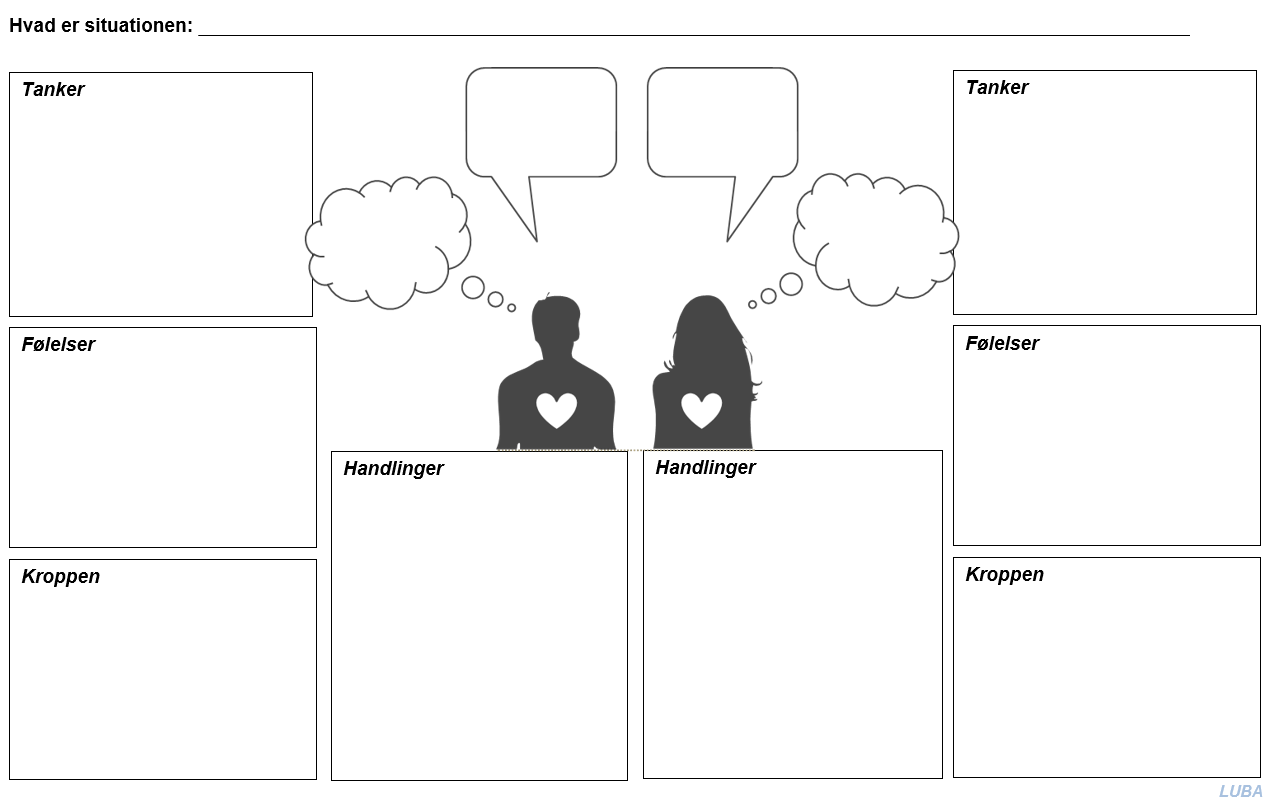 Hvad er situationen:
Tanker
Tanker
Følelser
Følelser
Handlinger
Handlinger
Kroppen
Kroppen
LUBA